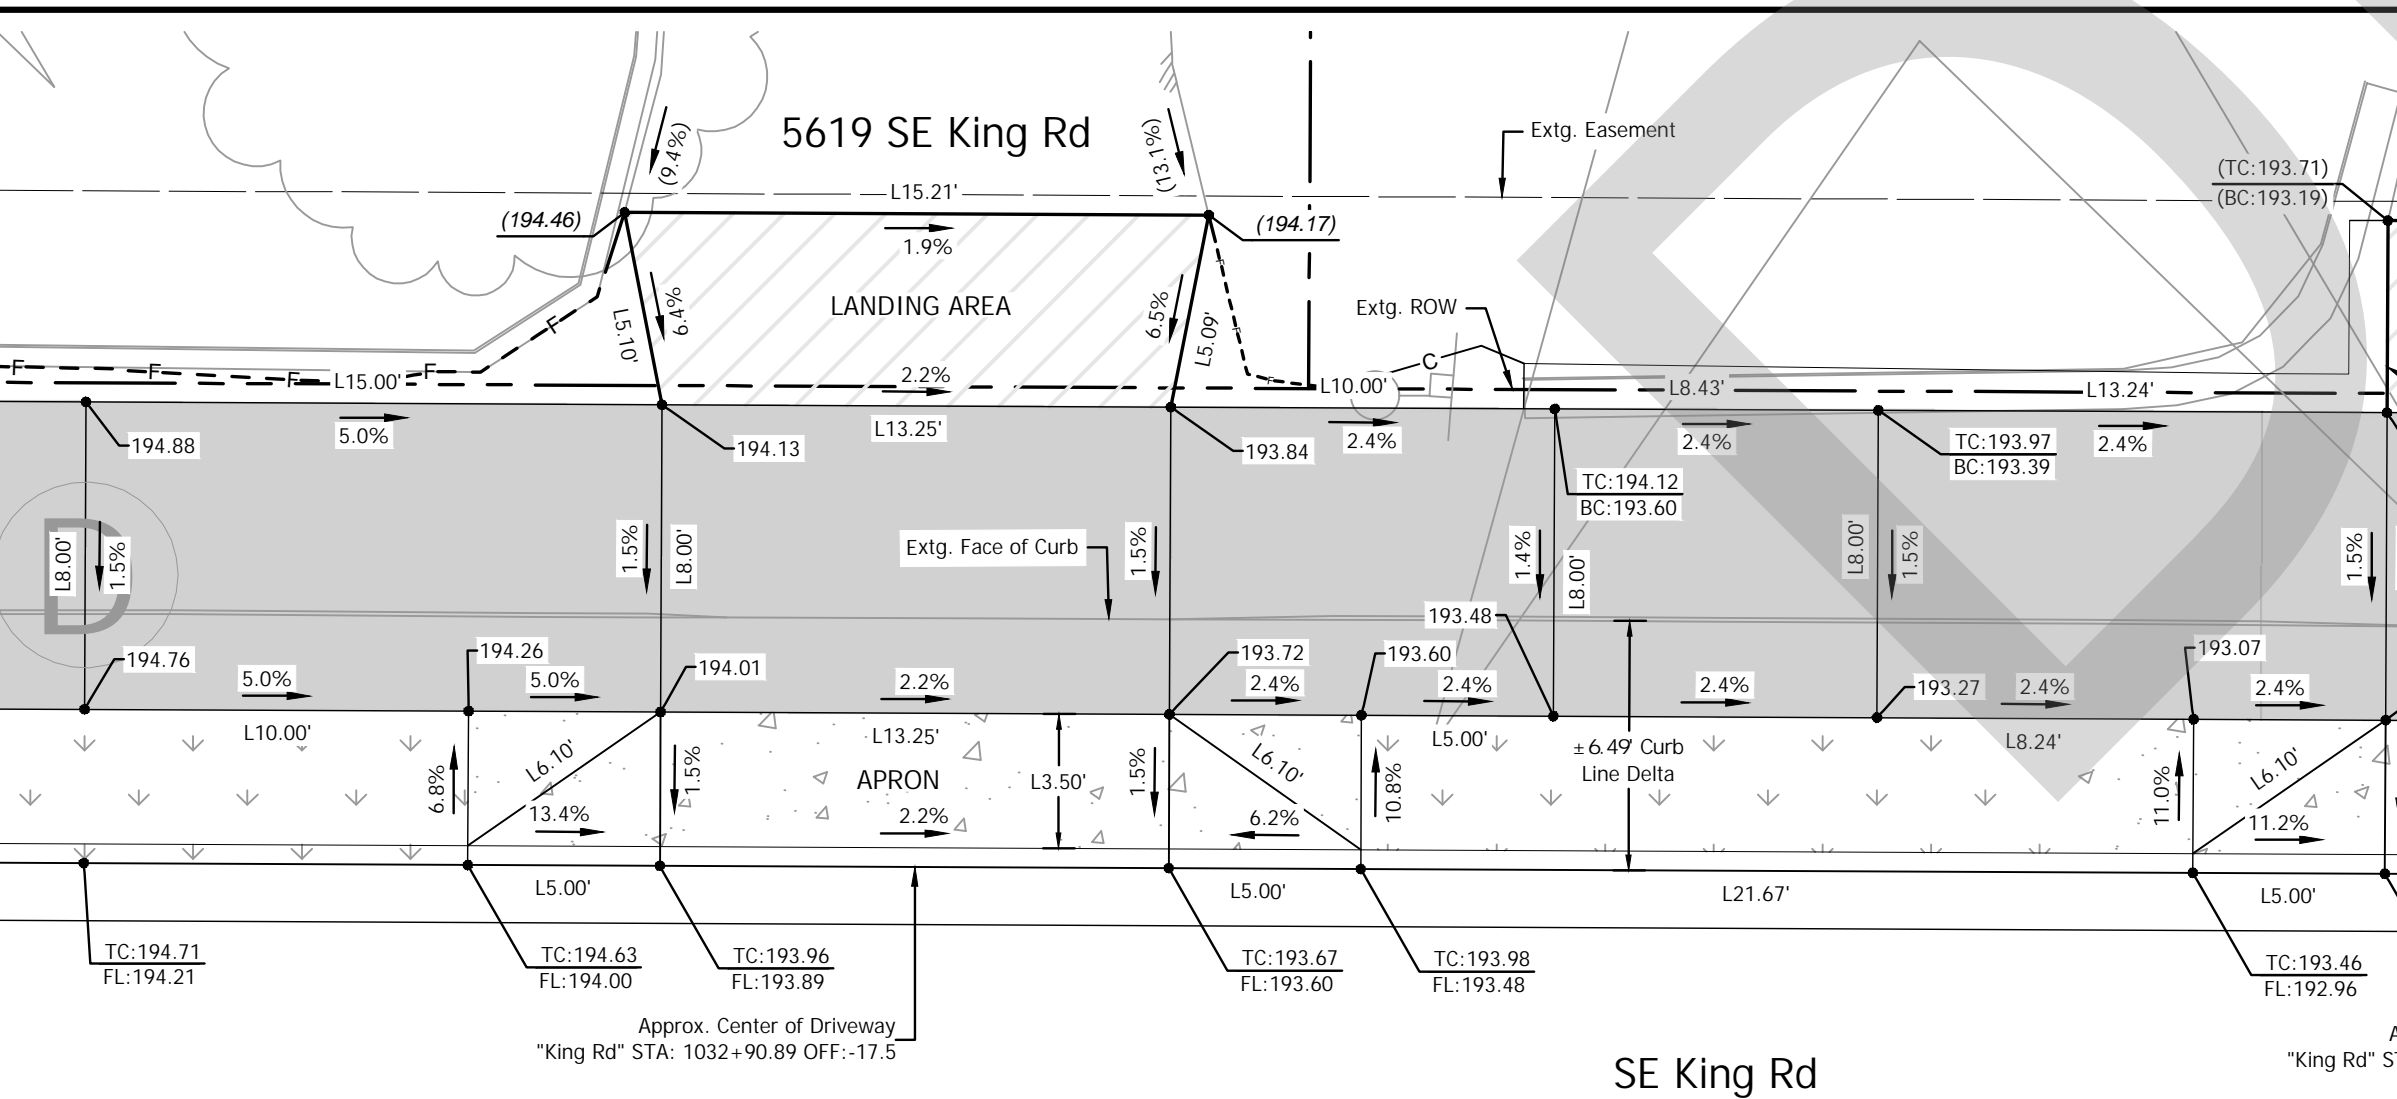 5619 SE King Rd
Extg. Easement
(9.4%)
(13.1%)
(TC:193.71)
(BC:193.19)
L15.21'
(194.46)
(194.17)
1.9%
LANDING AREA
L5.10'
6.4%
6.5%
L5.09'
Extg. ROW
F
F
F
F
F
F
F
F
C
L15.00'
2.2%
L10.00'
L8.43'
L13.24'
194.88
5.0%
194.13
L13.25'
193.84
2.4%
2.4%
TC:193.97
BC:193.39
2.4%
TC:194.12
BC:193.60
D
L8.00'
1.5%
1.5%
L8.00'
Extg. Face of Curb
1.5%
1.4%
L8.00'
L8.00'
1.5%
1.5%
194.76
194.26
194.01
193.72
193.60
193.48
193.27
193.07
5.0%
5.0%
2.2%
2.4%
2.4%
2.4%
2.4%
2.4%
L10.00'
L13.25'
L5.00'
±6.49' Curb
Line Delta
L8.24'
6.8%
L6.10'
1.5%
APRON
L3.50'
1.5%
L6.10'
10.8%
11.0%
L6.10'
13.4%
2.2%
6.2%
11.2%
L5.00'
L5.00'
L21.67'
L5.00'
TC:194.71
FL:194.21
TC:194.63
FL:194.00
TC:193.96
FL:193.89
TC:193.67
FL:193.60
TC:193.98
FL:193.48
TC:193.46
FL:192.96
Approx. Center of Driveway
"King Rd" STA: 1032+90.89 OFF:-17.5
SE King Rd
"King Rd"